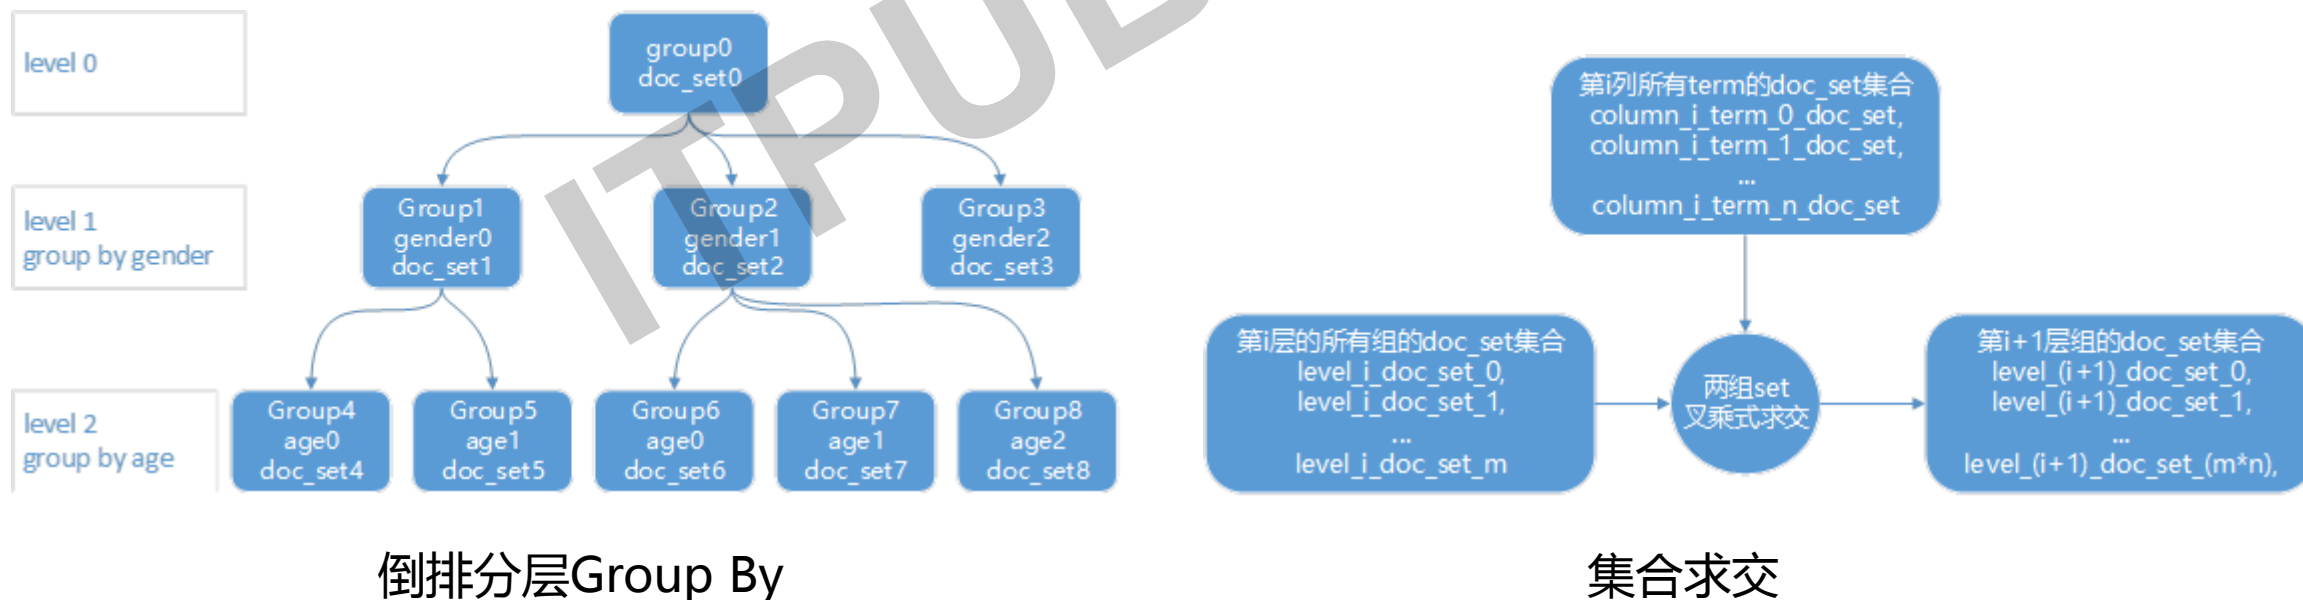 level 0
group0
doc_set0
level 1
group by gender
Group1
gender0
doc_set1
Group2
gender1
doc_set2
Group3
gender2
doc_set3
level 2
group by age
Group4
age0
doc_set4
Group5
age1
doc_set5
Group6
age0
doc_set6
Group7
age1
doc_set7
Group8
age2
doc_set8
倒排分层Group By
第i列所有term的doc_set集合
column_i_term_0_doc_set,
column_i_term_1_doc_set,
...
column_i_term_n_doc_set
第i层的所有组的doc_set集合
level_i_doc_set_0,
level_i_doc_set_1,
...
level_i_doc_set_m
两组set
叉乘式求交
第i+1层组的doc_set集合
level_(i+1)_doc_set_0,
level_(i+1)_doc_set_1,
...
level_(i+1)_doc_set_(m*n),
集合求交
ITPUB